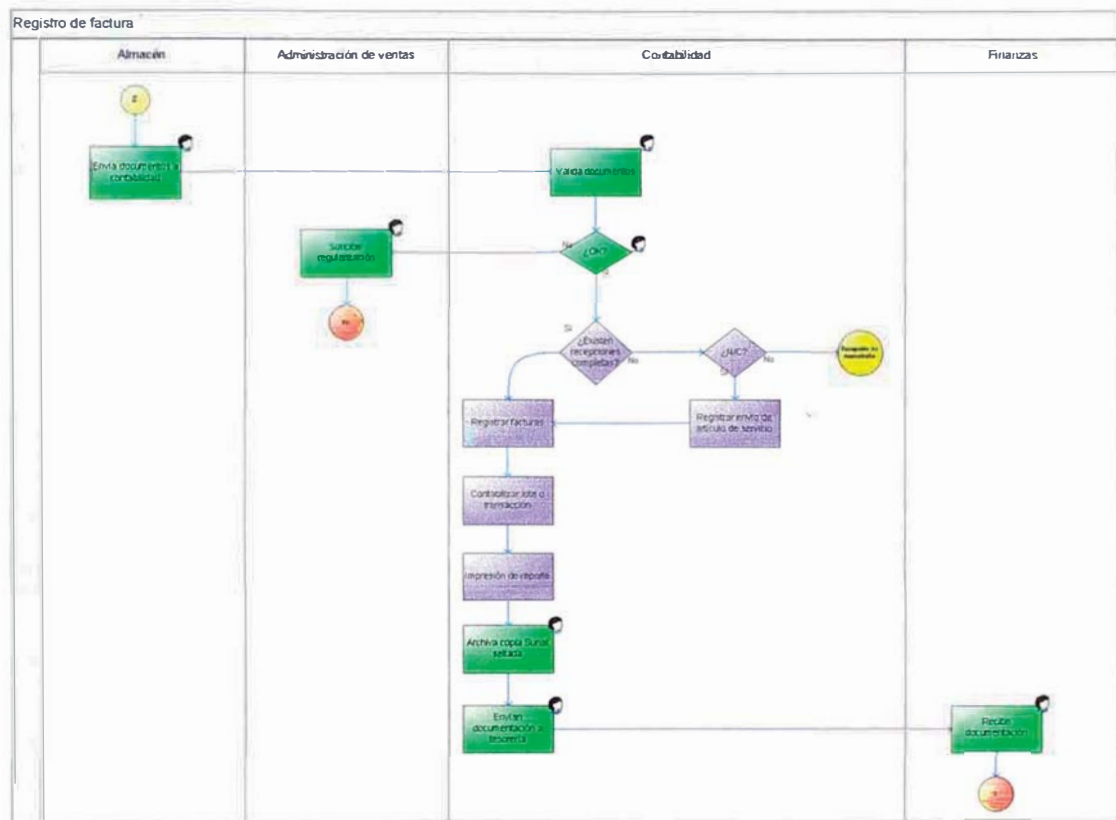 Registro de factura
Almacén
Administración de ventas
Contabilidad
Finanzas
Envía documentos a
contabilidad
Valida documentos
Solicitar
regularización
No
¿OK?
Si
Si
¿Existen
recepciones
completas?
No
¿N/C?
No
Si
Recepción de
Registrar facturas
Registrar envío de
artículo de servicio
Contabilizar lote o
transacción
Impresión de reporte
Archiva copia Sunat
sellada
Envían
documentación a
tesorería
Recibe
documentación